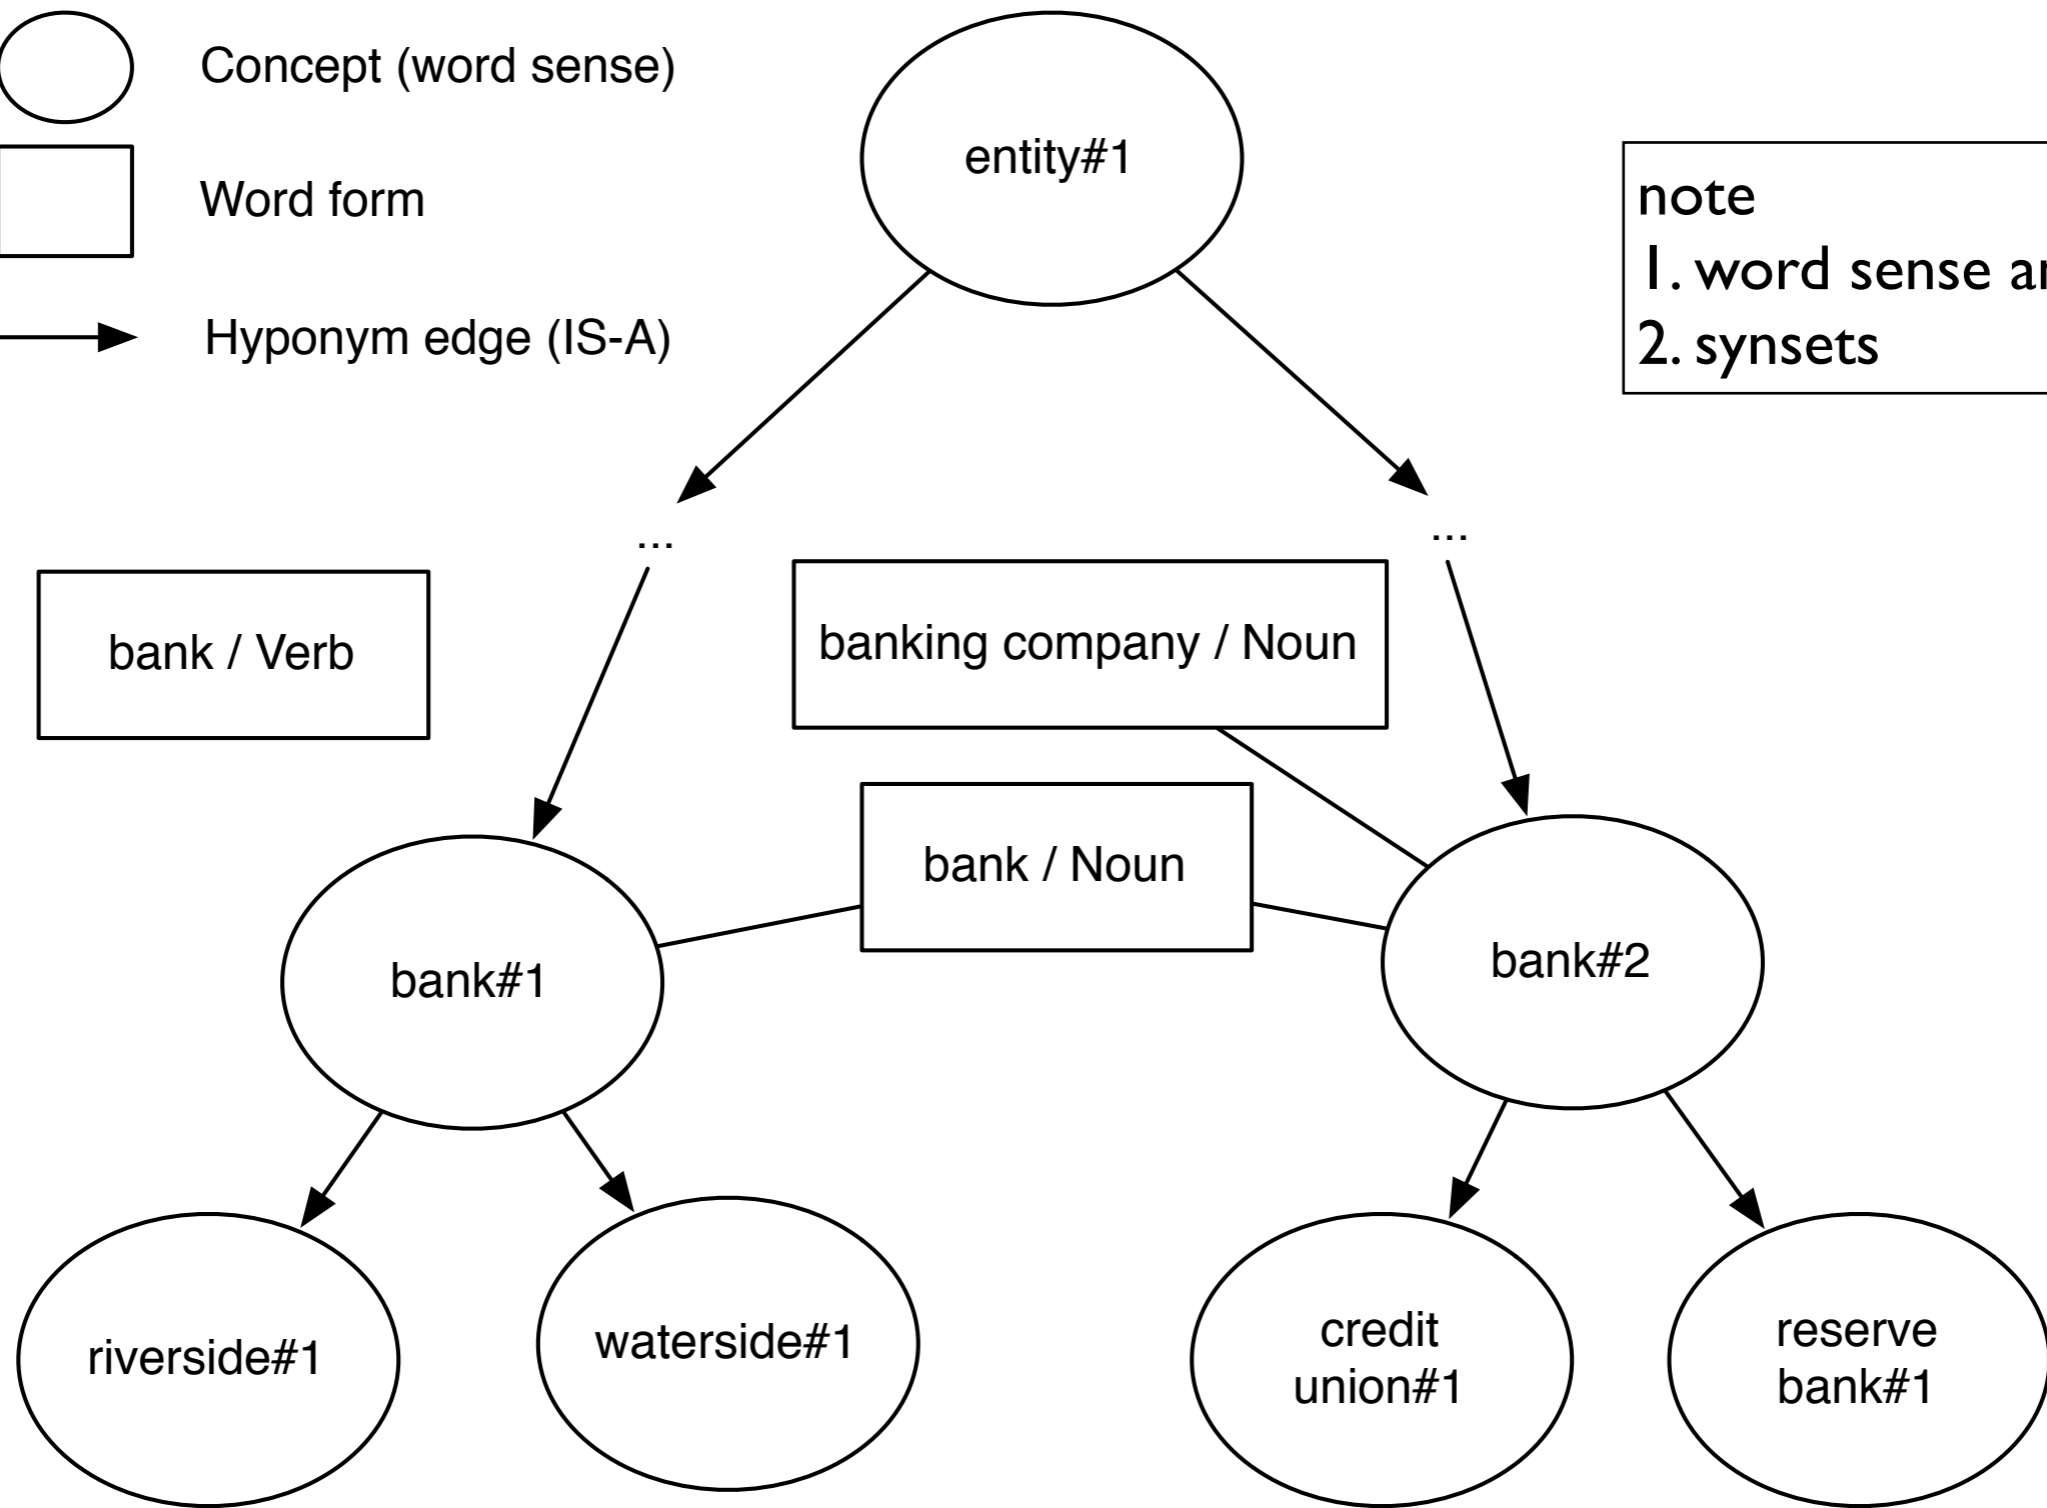 Concept (word sense)
Word form
Hyponym edge (IS-A)
entity#1
note
1. word sense
2. synsets
...
...
bank / Verb
banking company / Noun
bank / Noun
bank#1
bank#2
riverside#1
waterside#1
credit
union#1
reserve
bank#1